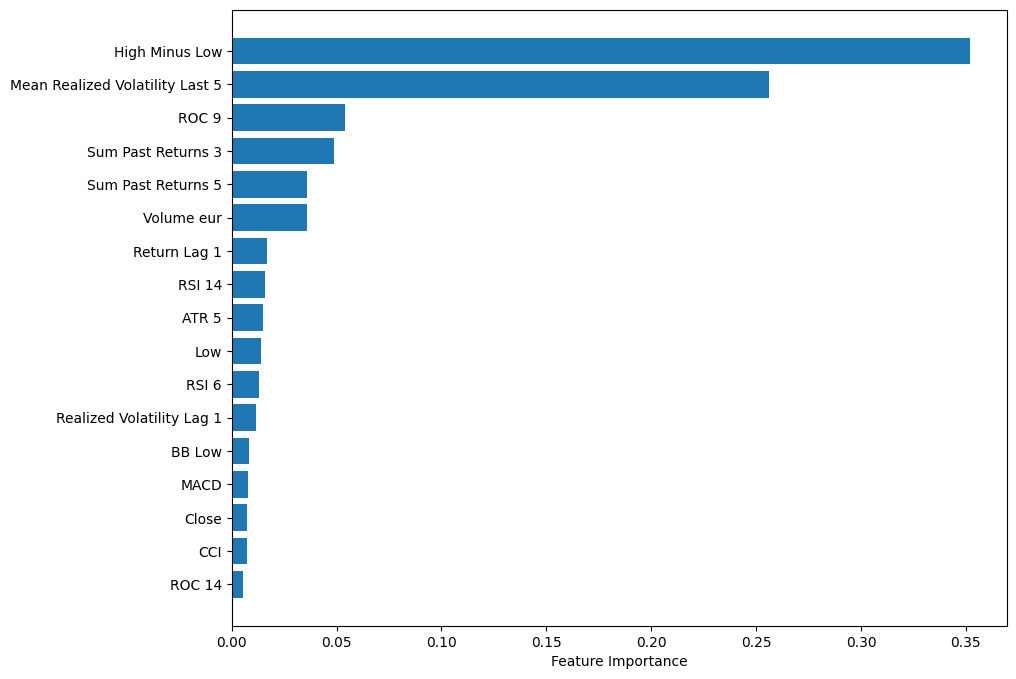 High Minus Low
Mean Realized Volatility Last 5
ROC 9
Sum Past Returns 3
Sum Past Returns 5
Volume eur
Return Lag 1
RSI 14
ATR 5
Low
RSI 6
Realized Volatility Lag 1
BB Low
MACD
Close
CCI
ROC 14
0.00 0.05 0.10 0.15 0.20 0.25 0.30 0.35
Feature Importance